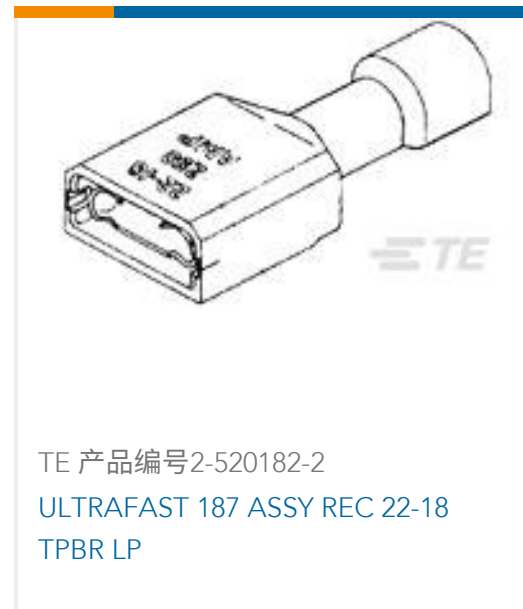 TE
TE 产品编号2-520182-2
ULTRAFAST 187 ASSY REC 22-18
TPBR LP